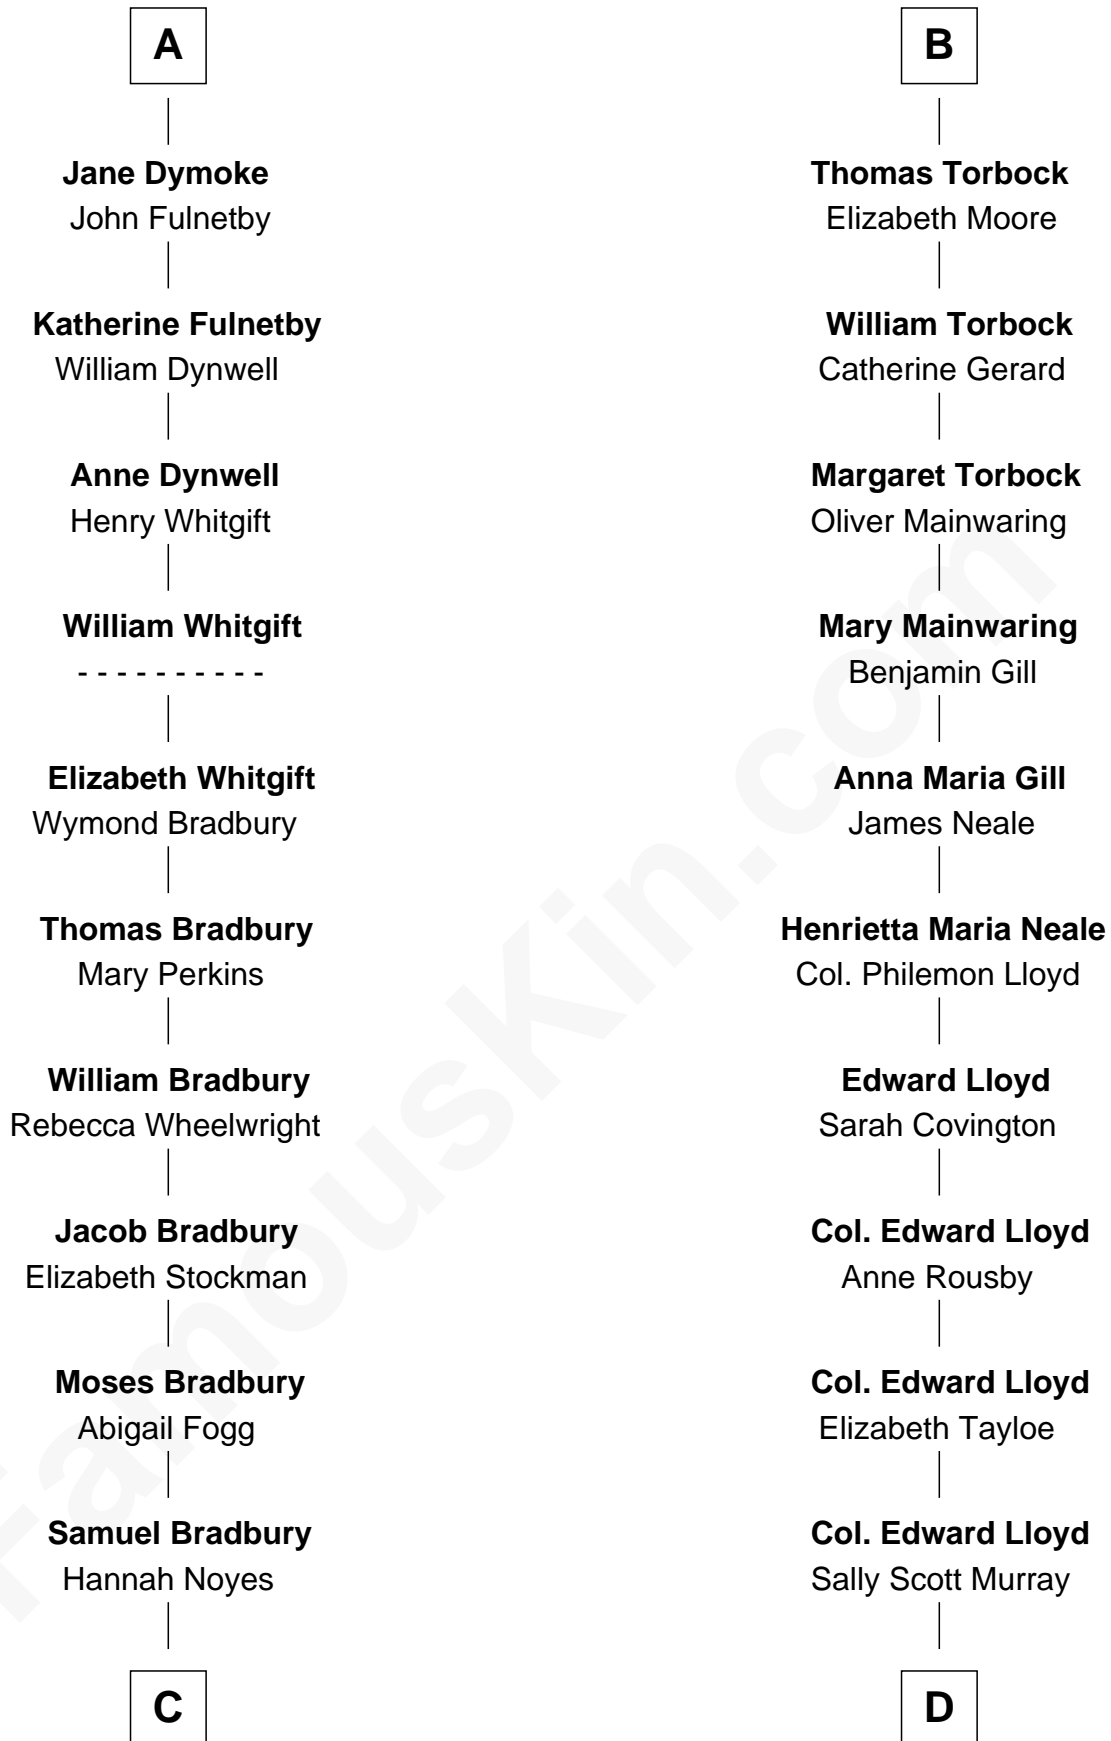 A
Jane Dymoke
John Fulnetby
Katherine Fulnetby
William Dynwell
Anne Dynwell
Henry Whitgift
William Whitgift
- - - - - - - - - -
Elizabeth Whitgift
Wymond Bradbury
Thomas Bradbury
Mary Perkins
William Bradbury
Rebecca Wheelwright
Jacob Bradbury
Elizabeth Stockman
Moses Bradbury
Abigail Fogg
Samuel Bradbury
Hannah Noyes
C
B
Thomas Torbock
Elizabeth Moore
William Torbock
Catherine Gerard
Margaret Torbock
Oliver Mainwaring
Mary Mainwaring
Benjamin Gill
Anna Maria Gill
James Neale
Henrietta Maria Neale
Col. Philemon Lloyd
Edward Lloyd
Sarah Covington
Col. Edward Lloyd
Anne Rousby
Col. Edward Lloyd
Elizabeth Tayloe
Col. Edward Lloyd
Sally Scott Murray
D
FamousKin.com